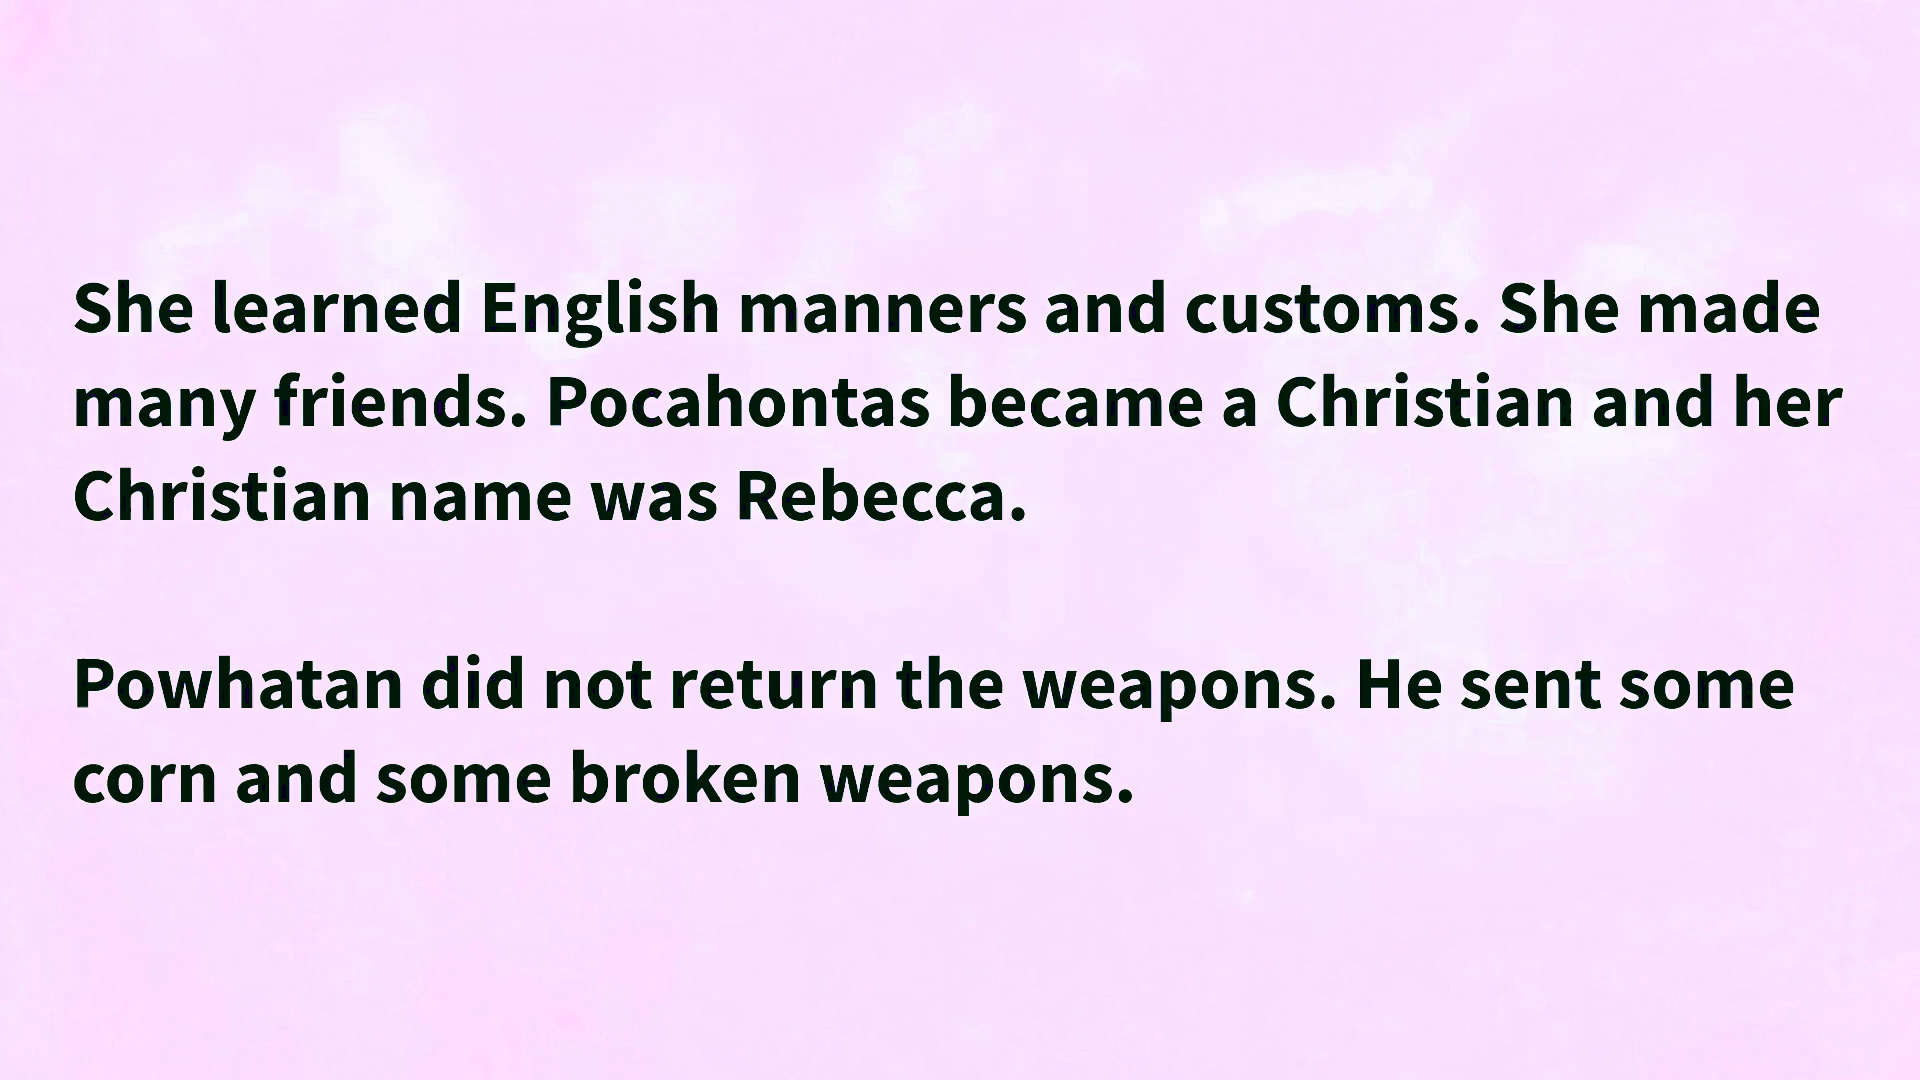 She learned English manners and customs. She made
many friends. Pocahontas became a Christian and her
Christian name was Rebecca.
Powhatan did not return the weapons. He sent some
corn and some broken weapons.